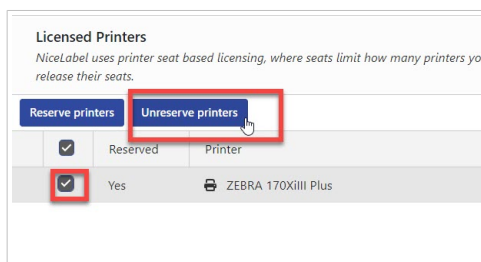 Licensed Printers
NiceLabel uses printer seat based licensing, where seats limit how many printers yo
release their seats.
Reserve printers Unreserve printers
Reserved Printer
Yes ZEBRA 170XiIII Plus